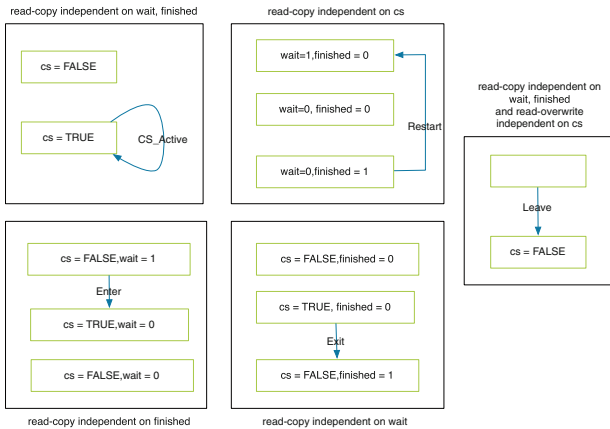 read-copy independent on wait, finished
cs = FALSE
cs = TRUE
CS_Active
read-copy independent on cs
wait=1,finished = 0
wait=0, finished = 0
Restart
wait=0,finished = 1
read-copy independent on
wait, finished
and read-overwrite
independent on cs
Leave
cs = FALSE
cs = FALSE,wait = 1
Enter
cs = TRUE,wait = 0
cs = FALSE,wait = 0
read-copy independent on finished
cs = FALSE,finished = 0
cs = TRUE, finished = 0
Exit
cs = FALSE,finished = 1
read-copy independent on wait